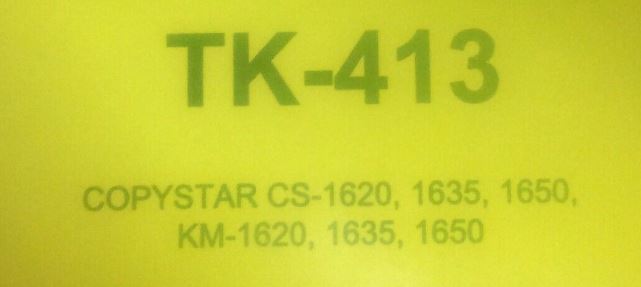 TK-413
COPYSTAR CS-1620, 1635, 1650,
KM-1620, 1635, 1650